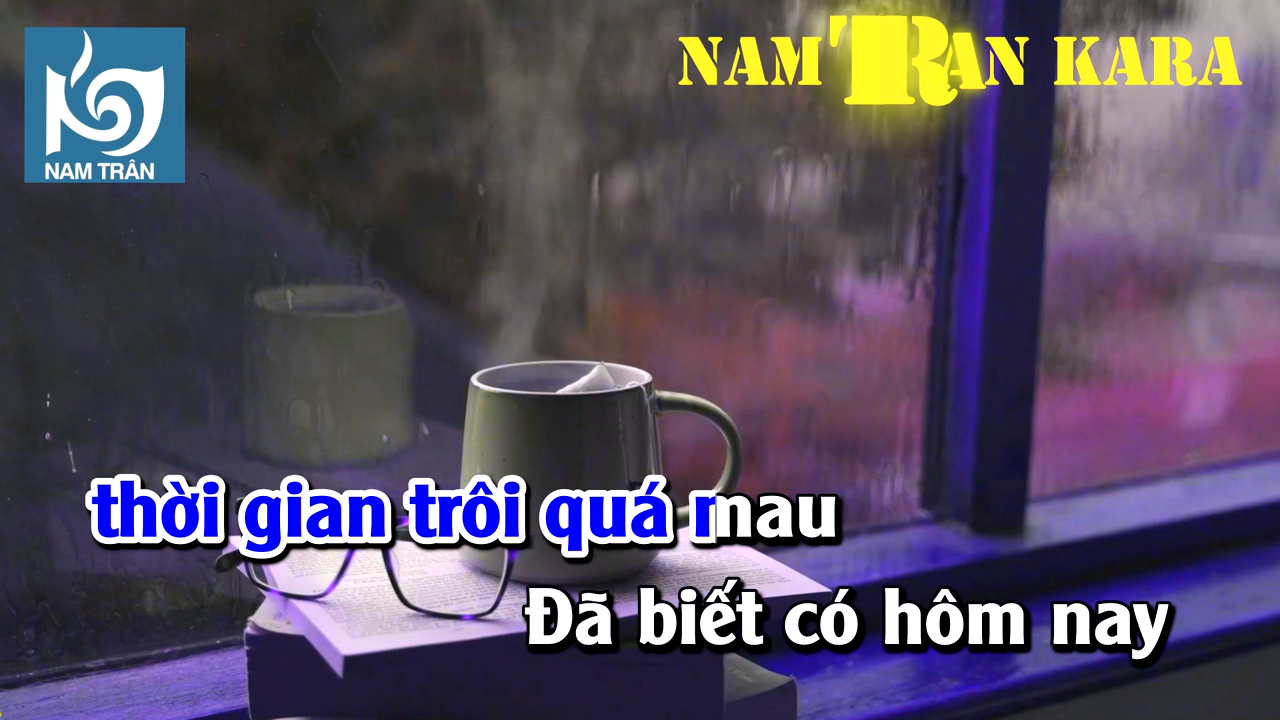 NAM TRAN KARA
NAM TRÂN
thời gian trôi quá mau
Đã biết có hôm nay